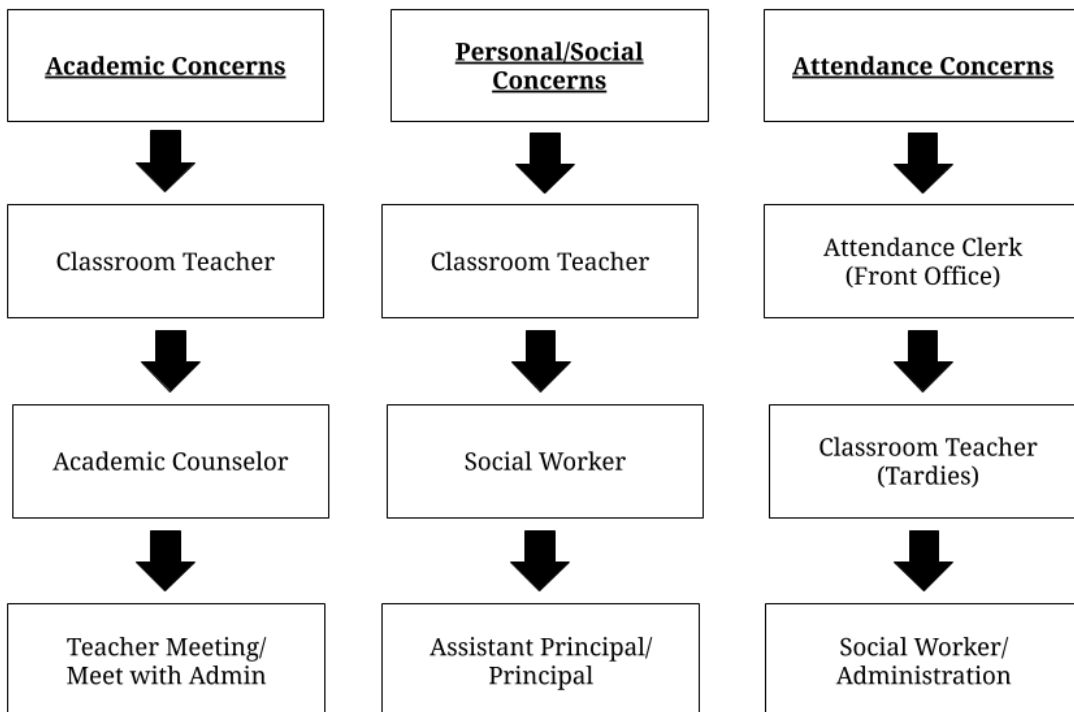 Academic Concerns
Classroom Teacher
Academic Counselor
Teacher Meeting/
Meet with Admin
Personal/Social
Concerns
Classroom Teacher
Social Worker
Assistant Principal/
Principal
Attendance Concerns
Attendance Clerk
(Front Office)
Classroom Teacher
(Tardies)
Social Worker/
Administration